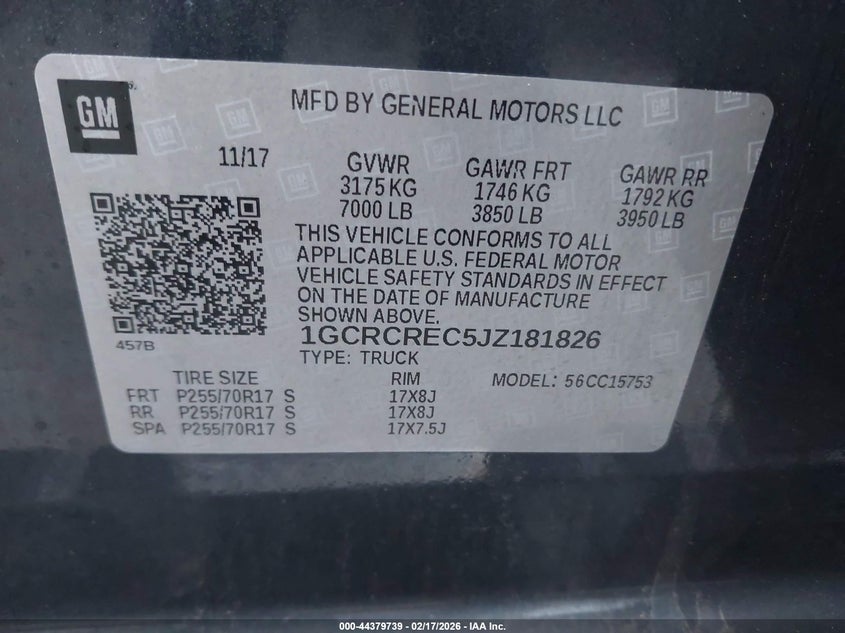 GM
MFD BY GENERAL MOTORS LLC
11/17
GVWR GAWR FRT GAWR RR
3175 KG 1746 KG 1792 KG
7000 LB 3850 LB 3950 LB
THIS VEHICLE CONFORMS TO ALL
APPLICABLE U.S. FEDERAL MOTOR
VEHICLE SAFETY STANDARDS IN EFFECT
ON THE DATE OF MANUFACTURE
SHOWN ABOVE.
457B
1GCRCREC5JZ181826
TYPE: TRUCK
TIRE SIZE RIM MODEL: 56CC15753
FRT P255/70R17 S 17X8J
RR P255/70R17 S 17X8J
SPA P255/70R17 S 17X7.5J
000-44379739 - 02/17/2026 - IAA Inc.